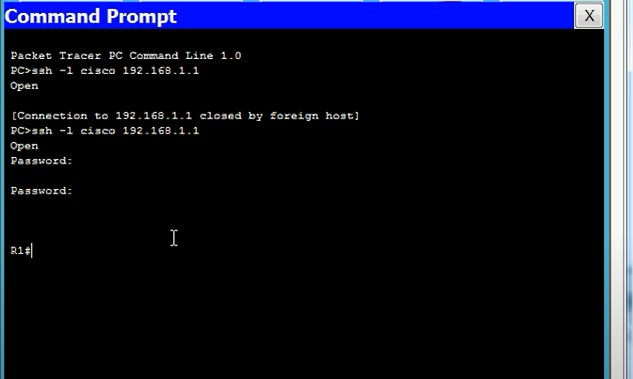 Command Prompt
X
Packet Tracer PC Command Line 1.0
PC>ssh -l cisco 192.168.1.1
Open
[Connection to 192.168.1.1 closed by foreign host]
PC>ssh -l cisco 192.168.1.1
Open
Password:
Password:
R1#